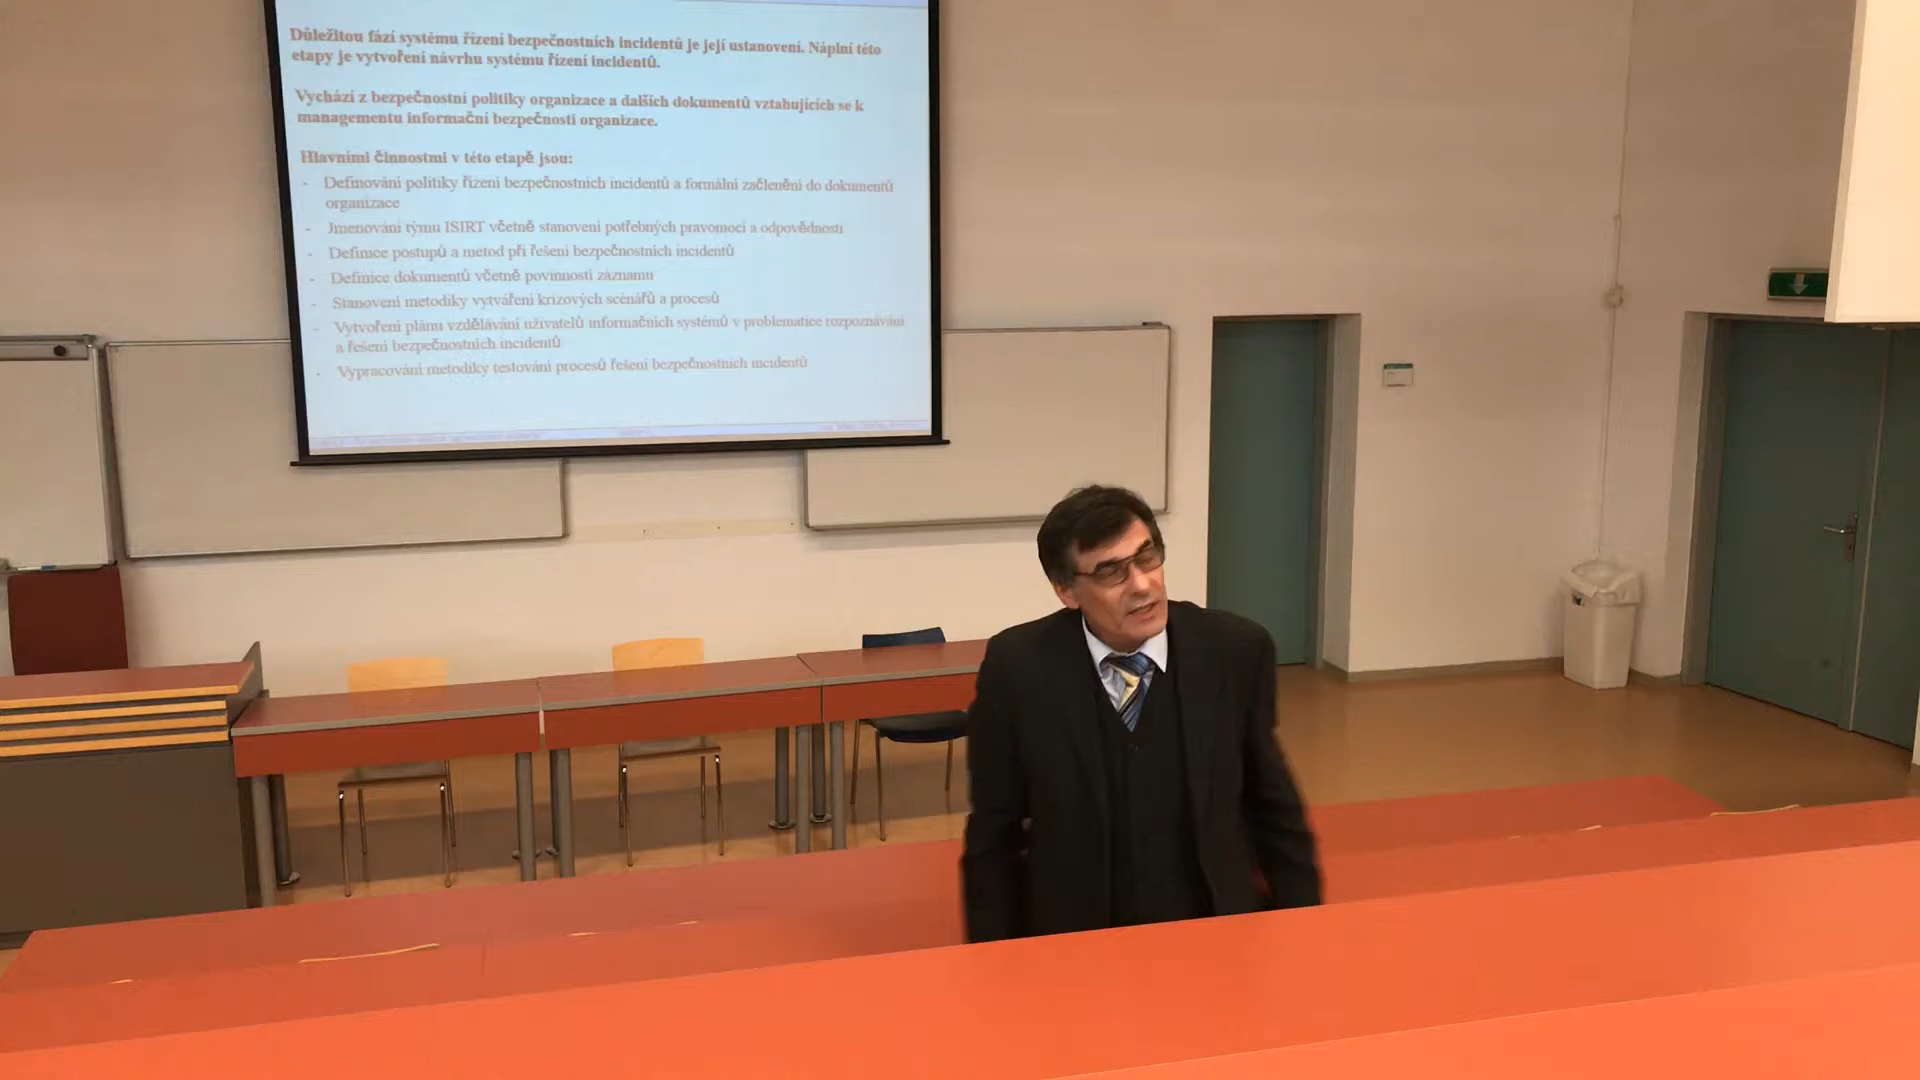 Důležitou fází systému řízení bezpečnostních incidentů je její ustanovení. Náplní této
etapy je vytvoření návrhu systému řízení incidentů.
Vychází z bezpečnostní politiky organizace a dalších dokumentů vztahujících se k
managementu informační bezpečnosti organizace.
Hlavními činnostmi v této etapě jsou:
- Definování politiky řízení bezpečnostních incidentů a formální začlenění do dokumentů
organizace
- Jmenování týmu ISIRT včetně stanovení potřebných pravomocí a odpovědností
- Definice postupů a metod při řešení bezpečnostních incidentů
- Definice dokumentů včetně povinností záznamu
- Stanovení metodiky vytváření krizových scénářů a procesů
- Vytvoření plánu vzdělávání uživatelů informačních systémů v problematice rozpoznávání
a řešení bezpečnostních incidentů
- Vypracování metodiky testování procesů řešení bezpečnostních incidentů